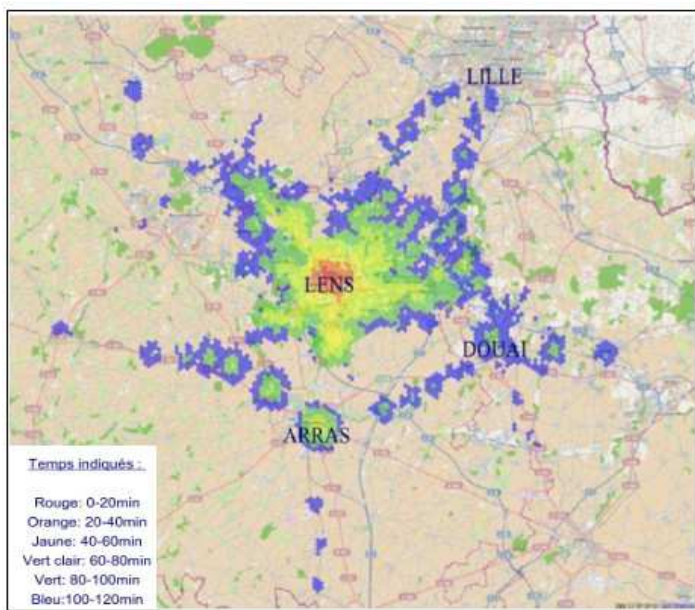 LILLE
LENS
DOUAI
ARRAS
Temps indiqués :
Rouge: 0-20min
Orange: 20-40min
Jaune: 40-60min
Vert clair: 60-80min
Vert: 80-100min
Bleu:100-120min